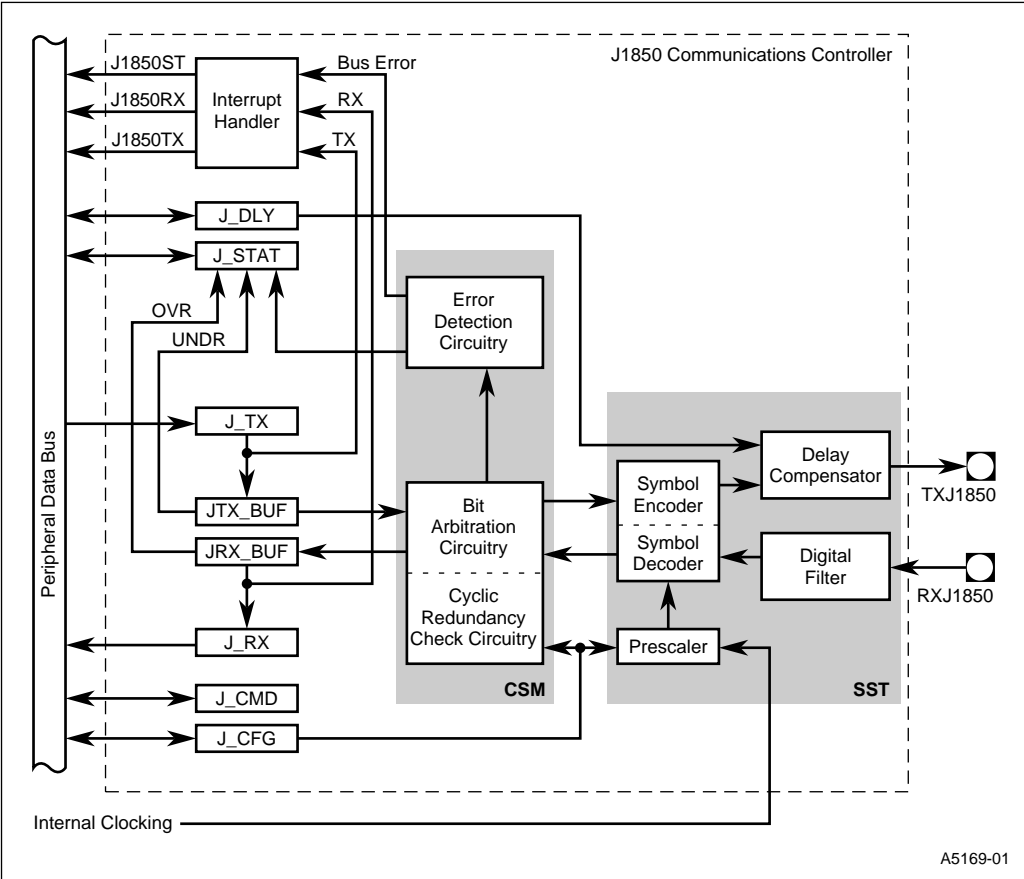 J1850 Communications Controller
J1850ST
J1850RX
J1850TX
Interrupt
Handler
Bus Error
RX
TX
J_DLY
J_STAT
OVR
UNDR
Error
Detection
Circuitry
J_TX
JTX_BUF
JRX_BUF
J_RX
J_CMD
J_CFG
Bit
Arbitration
Circuitry
Cyclic
Redundancy
Check Circuitry
CSM
Symbol
Encoder
Symbol
Decoder
Prescaler
Delay
Compensator
Digital
Filter
SST
TXJ1850
RXJ1850
Peripheral Data Bus
Internal Clocking
A5169-01